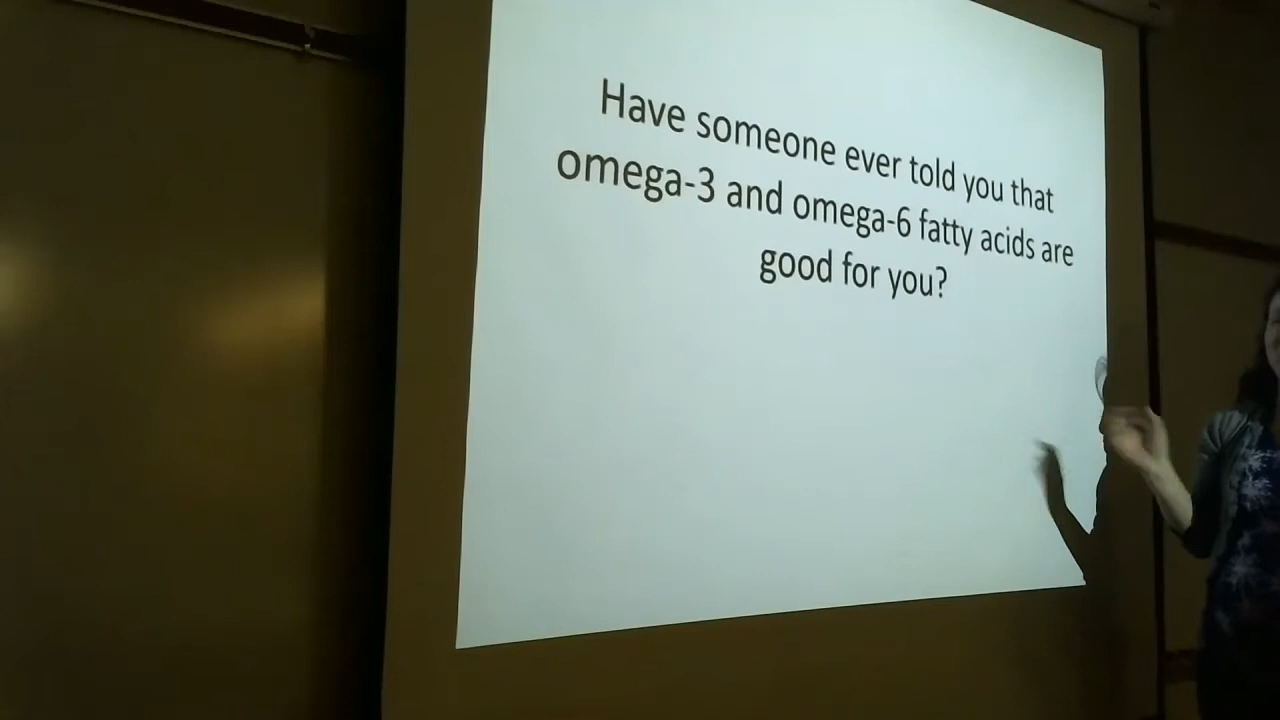 Have someone ever told you that
omega-3 and omega-6 fatty acids are
good for you?